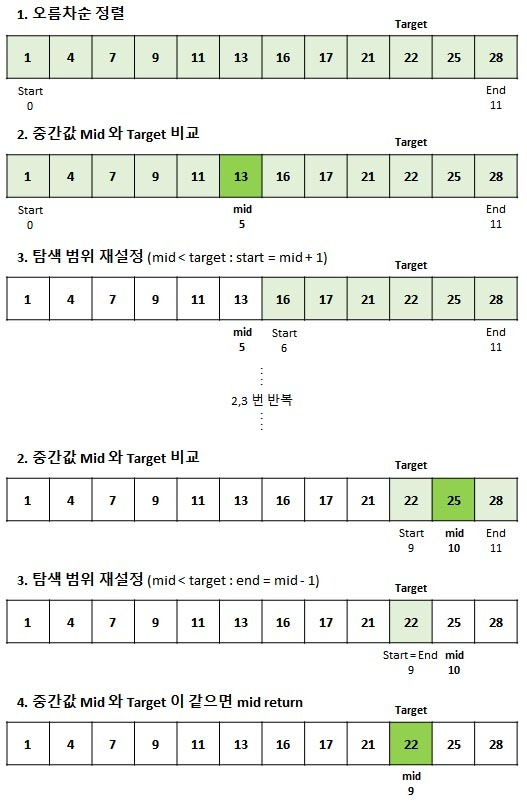 1. 오름차순 정렬
Target
1 4 7 9 11 13 16 17 21 22 25 28
Start End
0 11
2. 중간값 Mid 와 Target 비교
Target
1 4 7 9 11 13 16 17 21 22 25 28
Start mid End
0 5 11
3. 탐색 범위 재설정 (mid < target : start = mid + 1)
Target
1 4 7 9 11 13 16 17 21 22 25 28
mid Start End
5 6 11
:
:
2,3 번 반복
:
:
2. 중간값 Mid 와 Target 비교
Target
1 4 7 9 11 13 16 17 21 22 25 28
Start mid End
9 10 11
3. 탐색 범위 재설정 (mid < target : end = mid - 1)
Target
1 4 7 9 11 13 16 17 21 22 25 28
Start = End mid
9 10
4. 중간값 Mid 와 Target 이 같으면 mid return
Target
1 4 7 9 11 13 16 17 21 22 25 28
mid
9